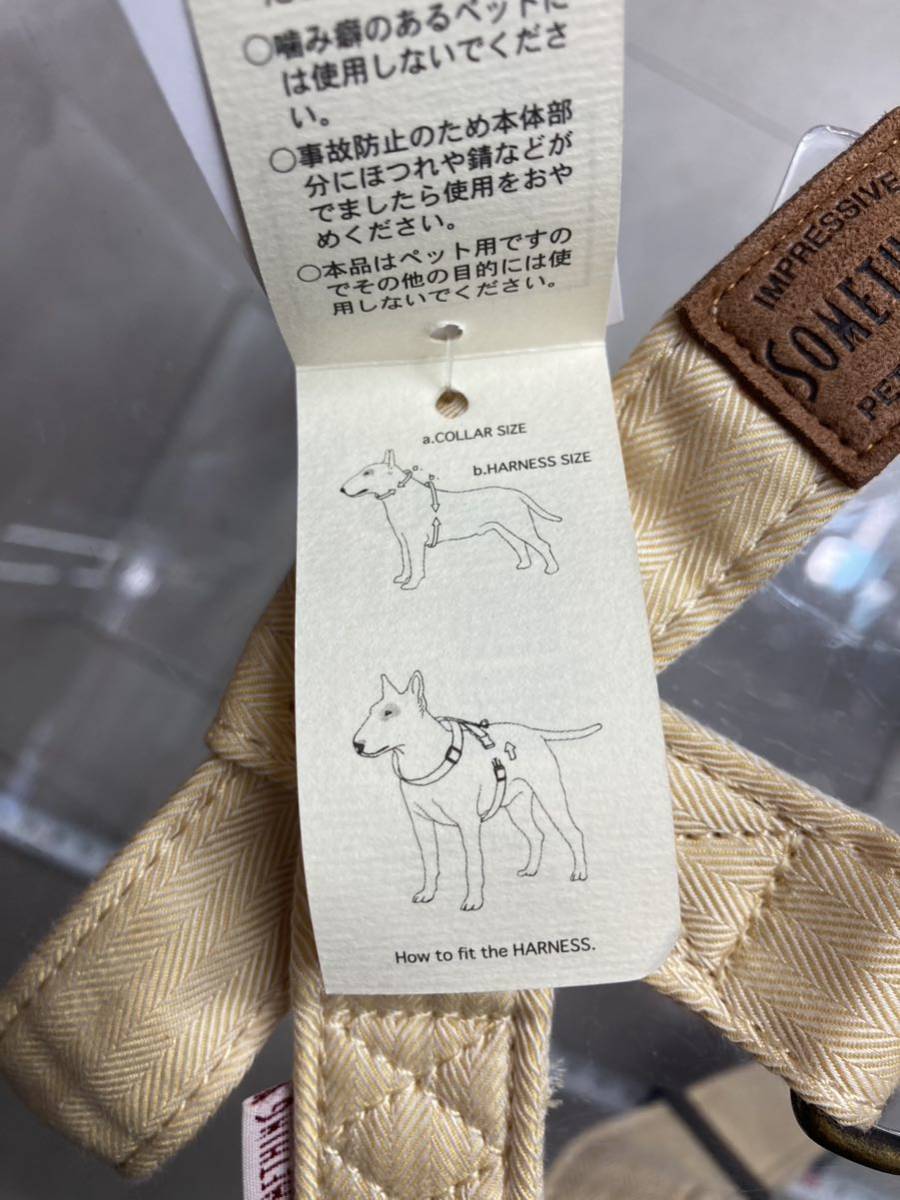 ○噛み癖のあるペットに
は使用しないでくださ
い。
○事故防止のため本体部
分にほつれや錆などが
でましたら使用をおや
めください。
○本品はペット用ですの
でその他の目的には使
用しないでください。
a.COLLAR SIZE
b.HARNESS SIZE
a
b
How to fit the HARNESS.
IMPRESSIVE